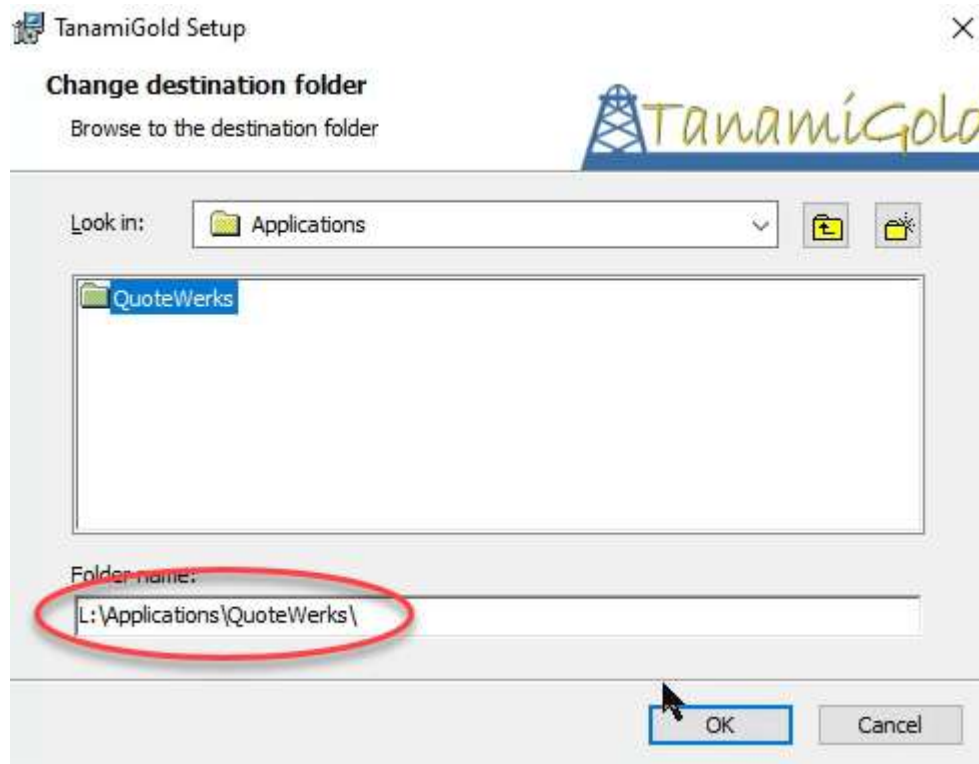 TanamiGold Setup
Change destination folder
Browse to the destination folder
TanamiGold
Look in:
Applications
QuoteWerks
Folder name:
L:\Applications\QuoteWerks\
OK
Cancel